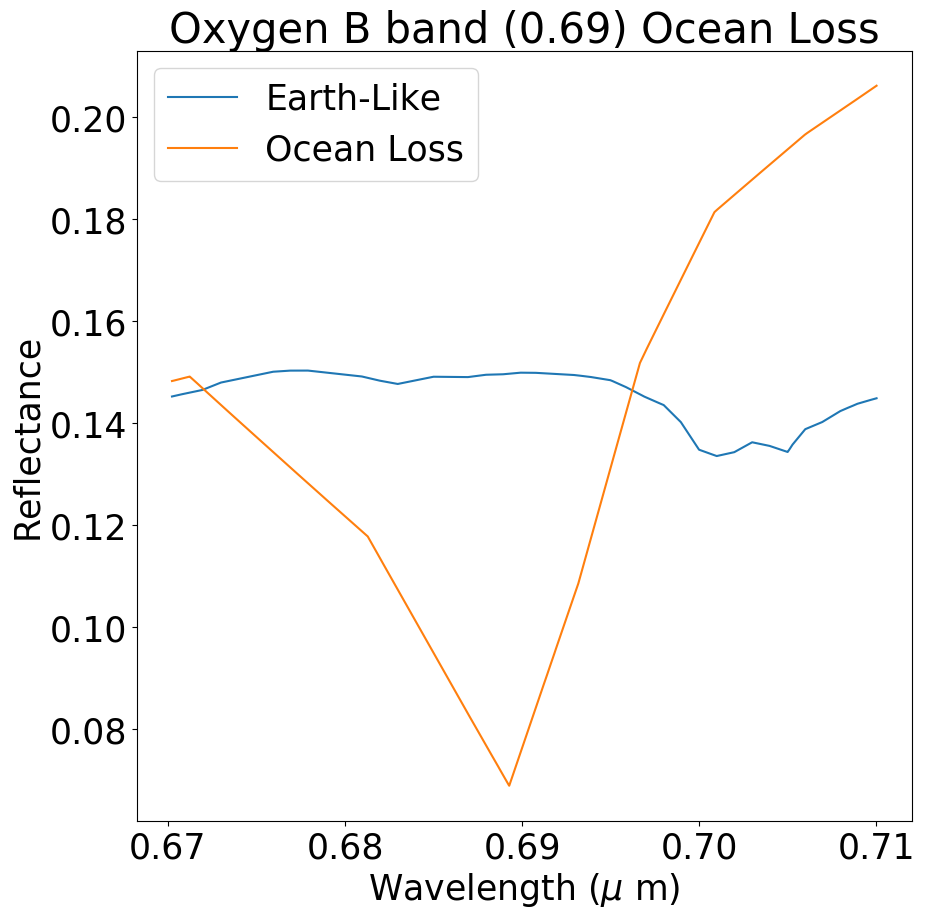 Oxygen B band (0.69) Ocean Loss
Earth-Like
Ocean Loss
Reflectance
0.20
0.18
0.16
0.14
0.12
0.10
0.08
0.67 0.68 0.69 0.70 0.71
Wavelength (μ m)